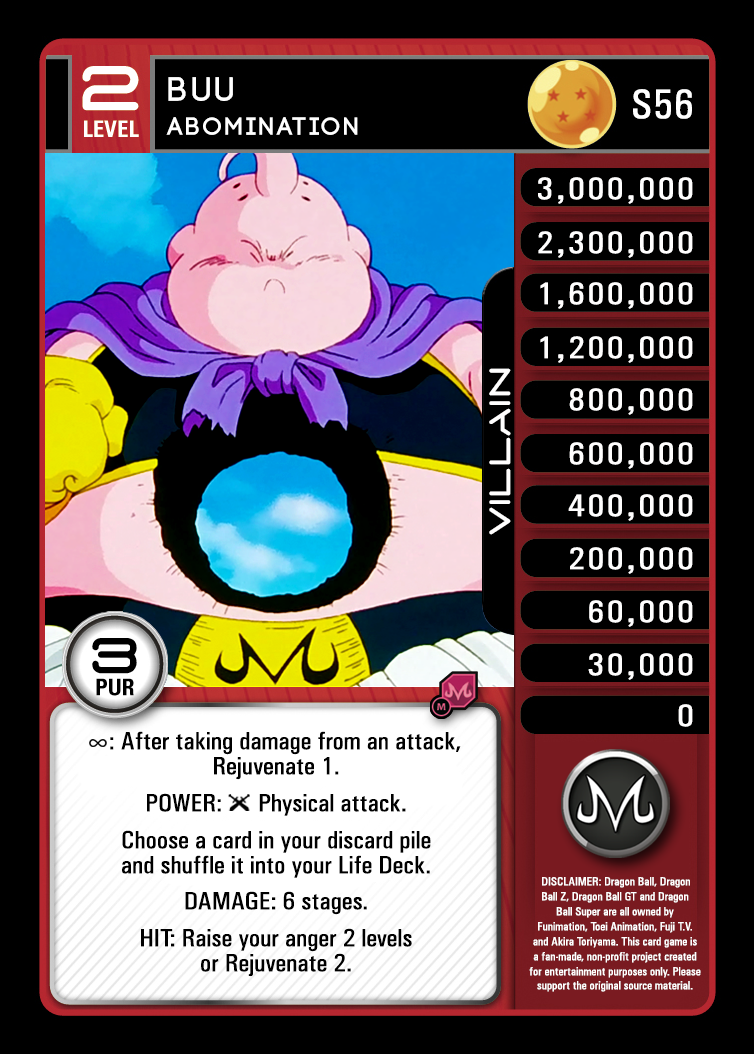 2
LEVEL
BUU
ABOMINATION
S56
3,000,000
2,300,000
1,600,000
1,200,000
800,000
600,000
400,000
200,000
60,000
30,000
0
VILLAIN
3
PUR
M
∞: After taking damage from an attack,
Rejuvenate 1.
POWER: Physical attack.
Choose a card in your discard pile
and shuffle it into your Life Deck.
DAMAGE: 6 stages.
HIT: Raise your anger 2 levels
or Rejuvenate 2.
DISCLAIMER: Dragon Ball, Dragon
Ball Z, Dragon Ball GT and Dragon
Ball Super are all owned by
Funimation, Toei Animation, Fuji T.V.
and Akira Toriyama. This card game is
a fan-made, non-profit project created
for entertainment purposes only. Please
support the original source material.